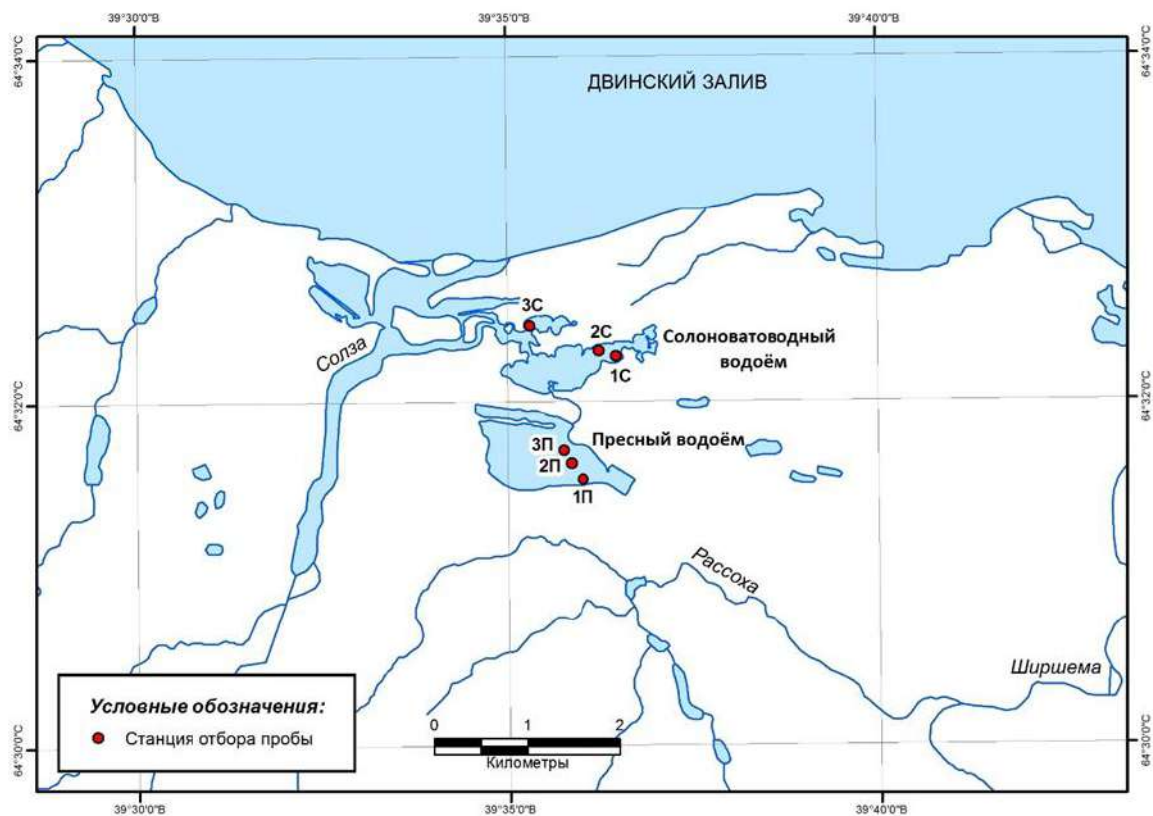 39°30'0"В
39°35'0"В
39°40'0"В
64°34'0"С
64°34'0"С
ДВИНСКИЙ ЗАЛИВ
3С
2С
Солоноватоводный
водоём
1С
Солза
64°32'0"С
64°32'0"С
Пресный водоём
3П
2П
1П
Рассоха
Ширшема
Условные обозначения:
Станция отбора пробы
0 1 2
Километры
64°30'0"С
64°30'0"С
39°30'0"В
39°35'0"В
39°40'0"В